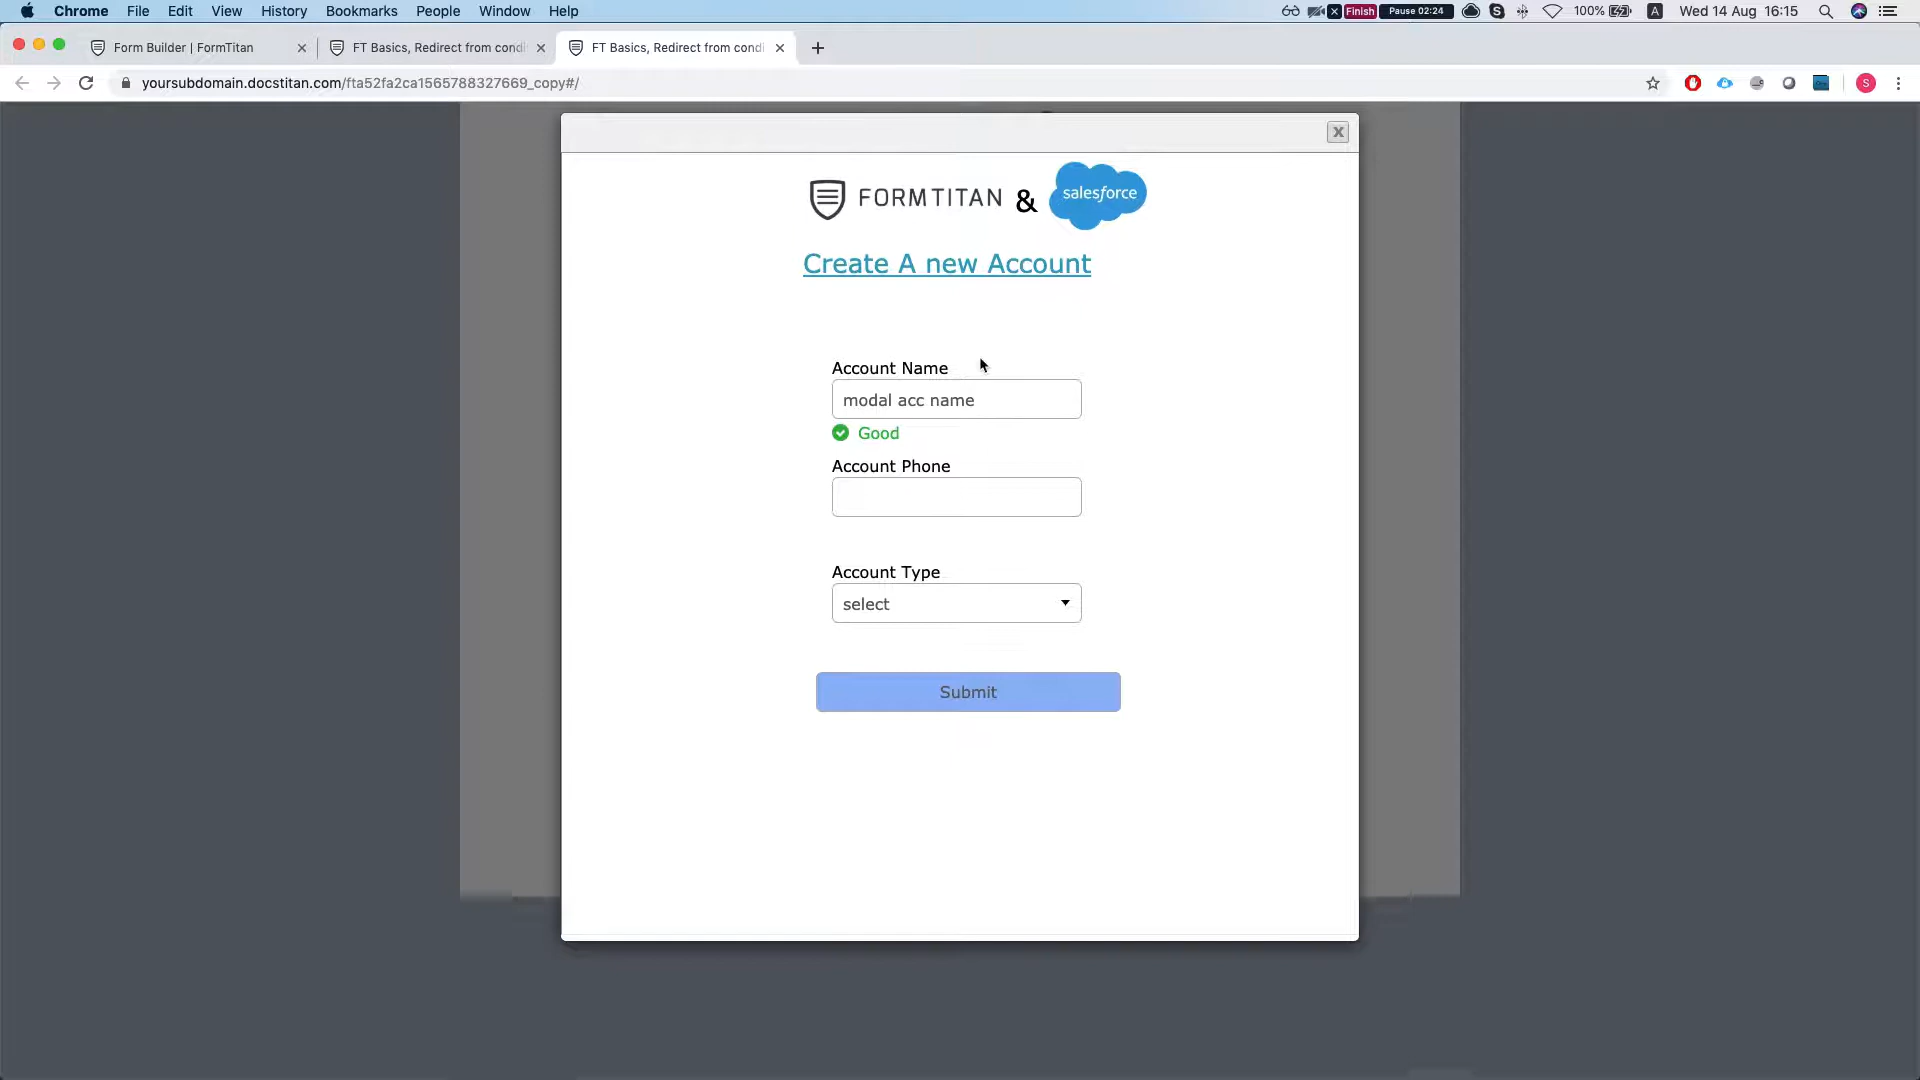 Chrome File Edit View History Bookmarks People Window Help Finish Pause 02:24 100% A Wed 14 Aug 16:15
Form Builder | FormTitan FT Basics, Redirect from condi FT Basics, Redirect from condi
yoursubdomain.docstitan.com/fta52fa2ca1565788327669_copy#/ S
X
FORMTITAN & salesforce
Create A new Account
Account Name
modal acc name
Good
Account Phone
Account Type
select
Submit